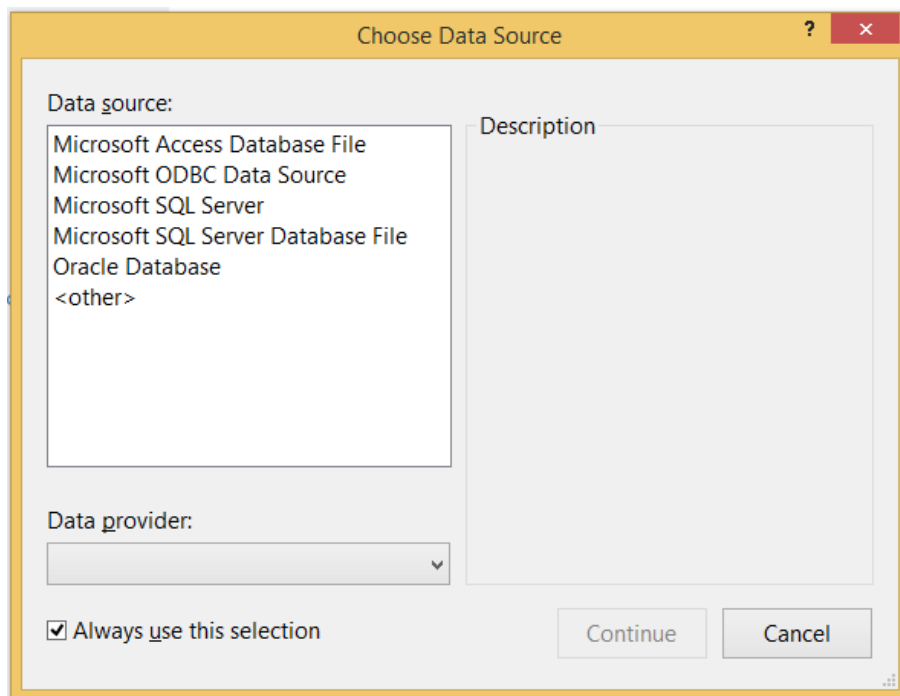 Choose Data Source
?
Data source:
Microsoft Access Database File
Microsoft ODBC Data Source
Microsoft SQL Server
Microsoft SQL Server Database File
Oracle Database
<other>
Description
Data provider:
Always use this selection
Continue
Cancel